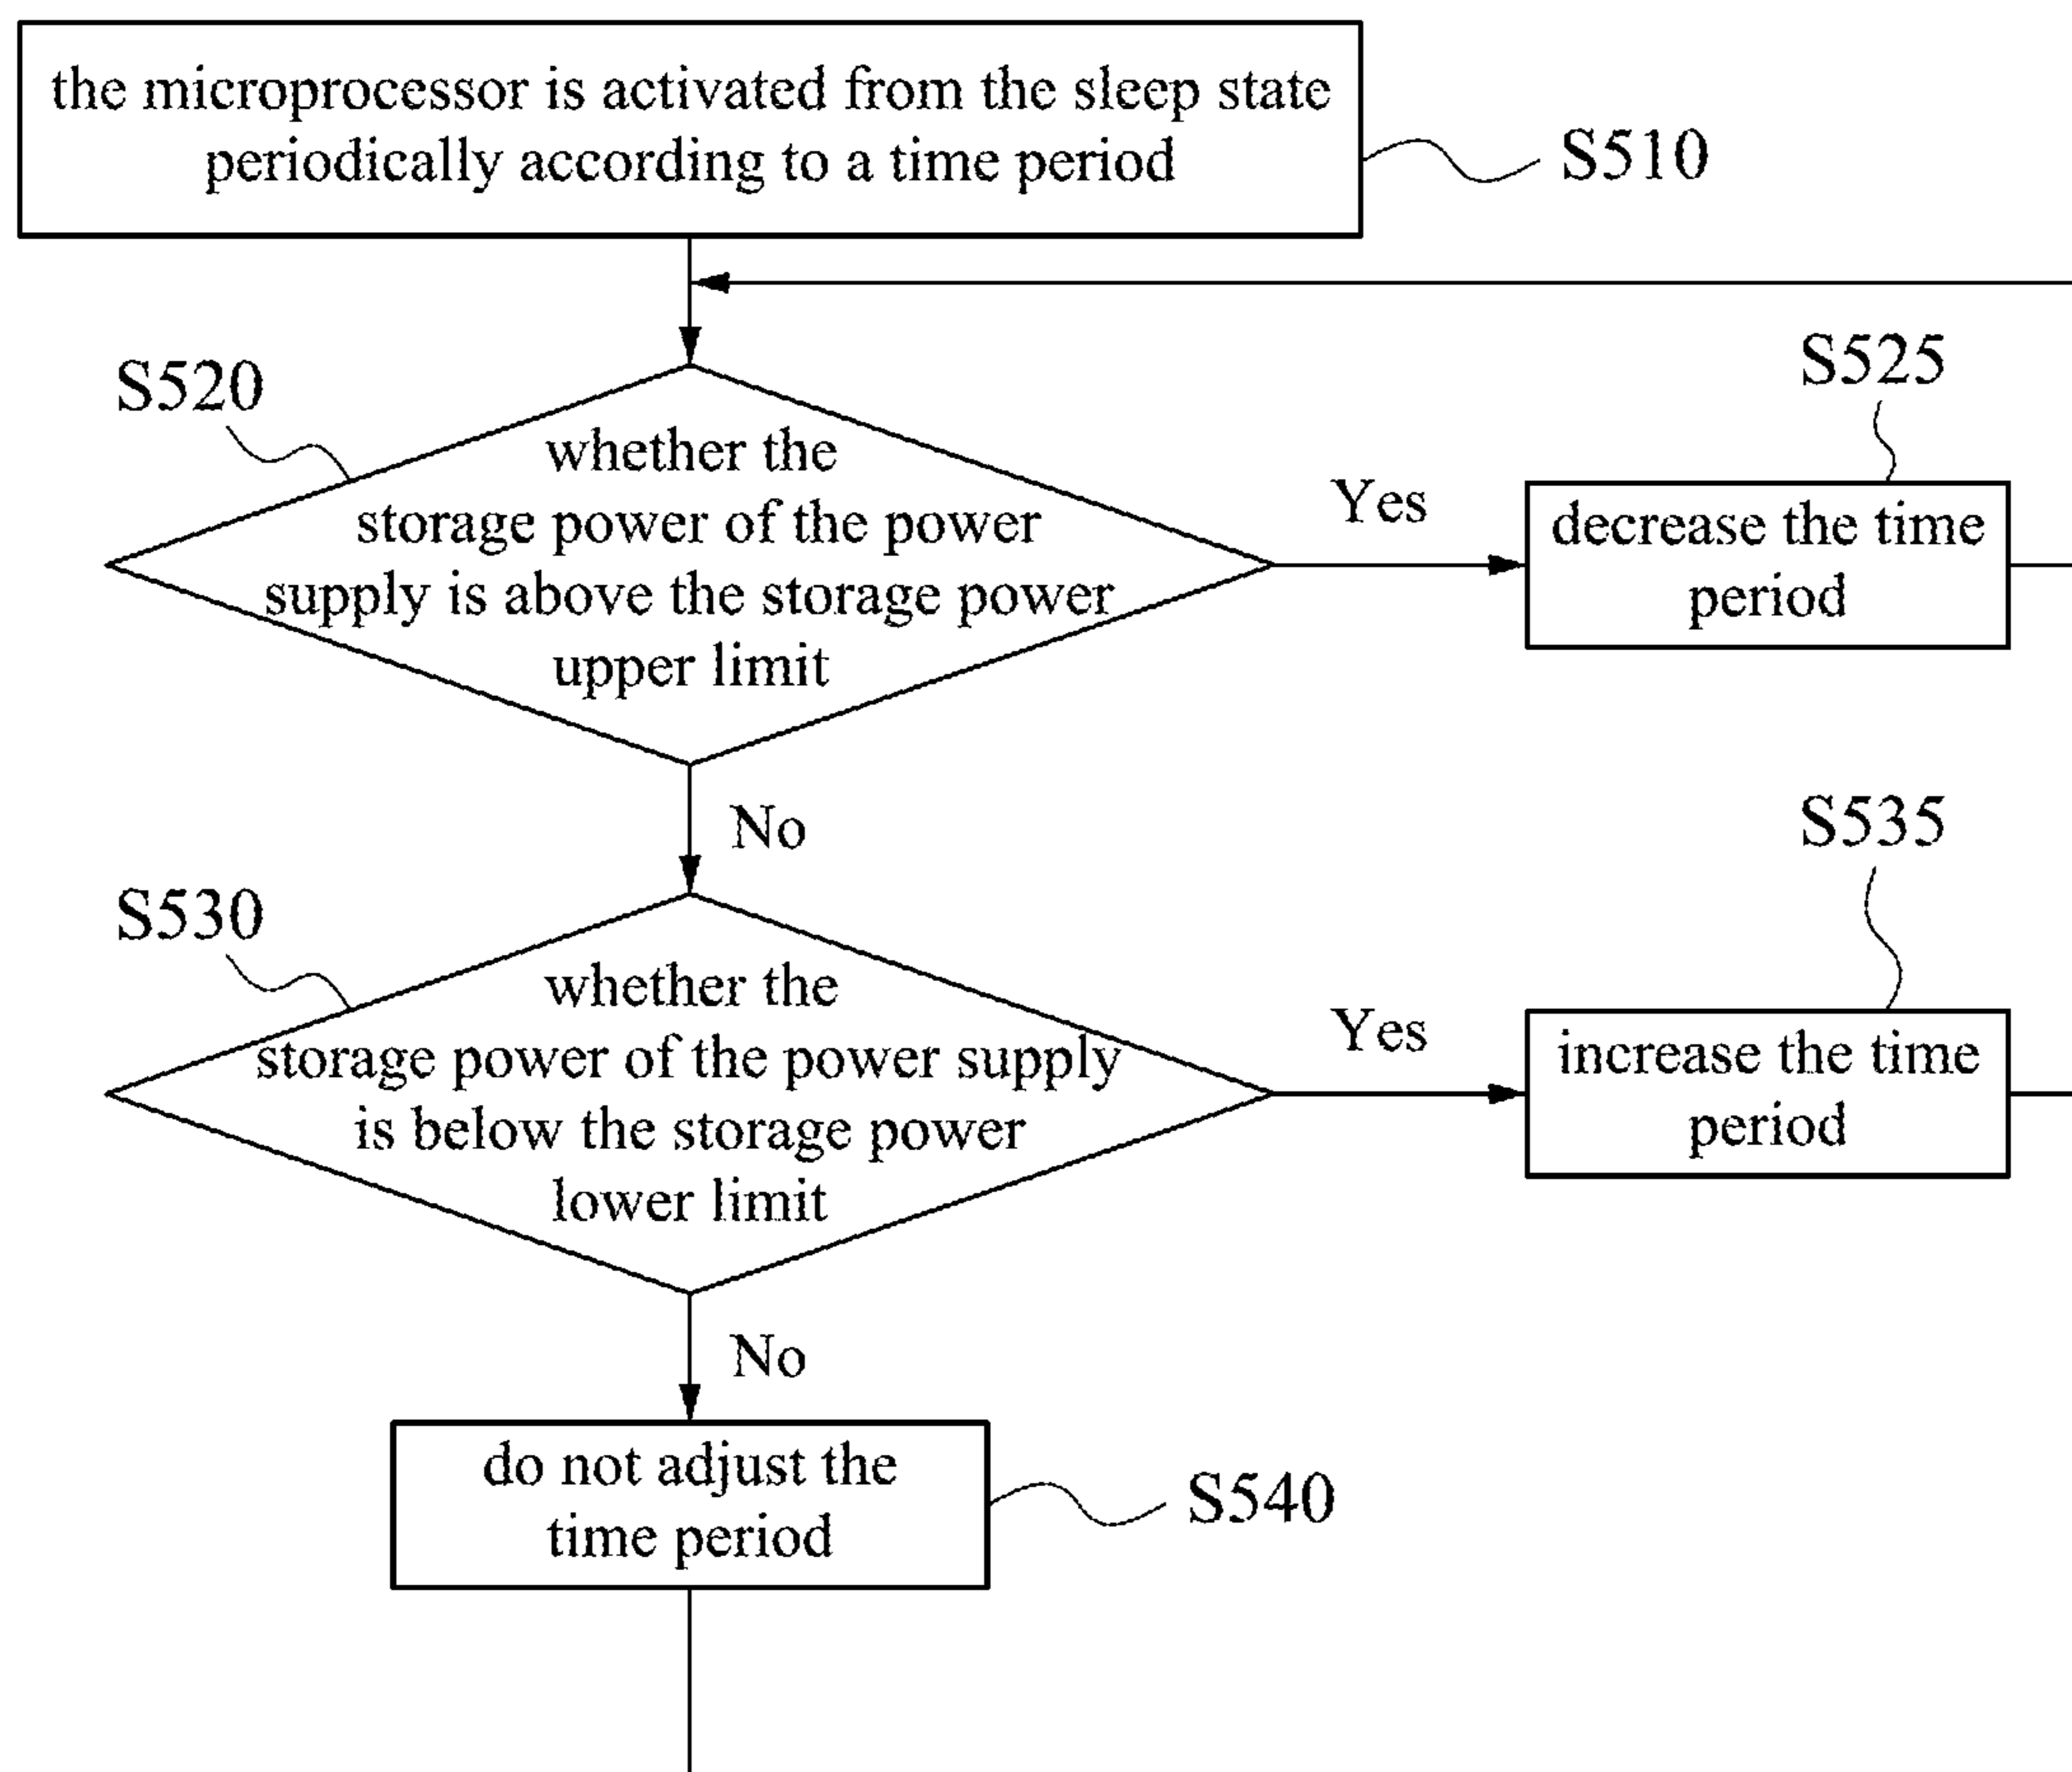 the microprocessor is activated from the sleep state
periodically according to a time period
S510
S520
whether the
storage power of the power
supply is above the storage power
upper limit
Yes
S525
decrease the time
period
No
S530
whether the
storage power of the power supply
is below the storage power
lower limit
Yes
S535
increase the time
period
No
do not adjust the
time period
S540